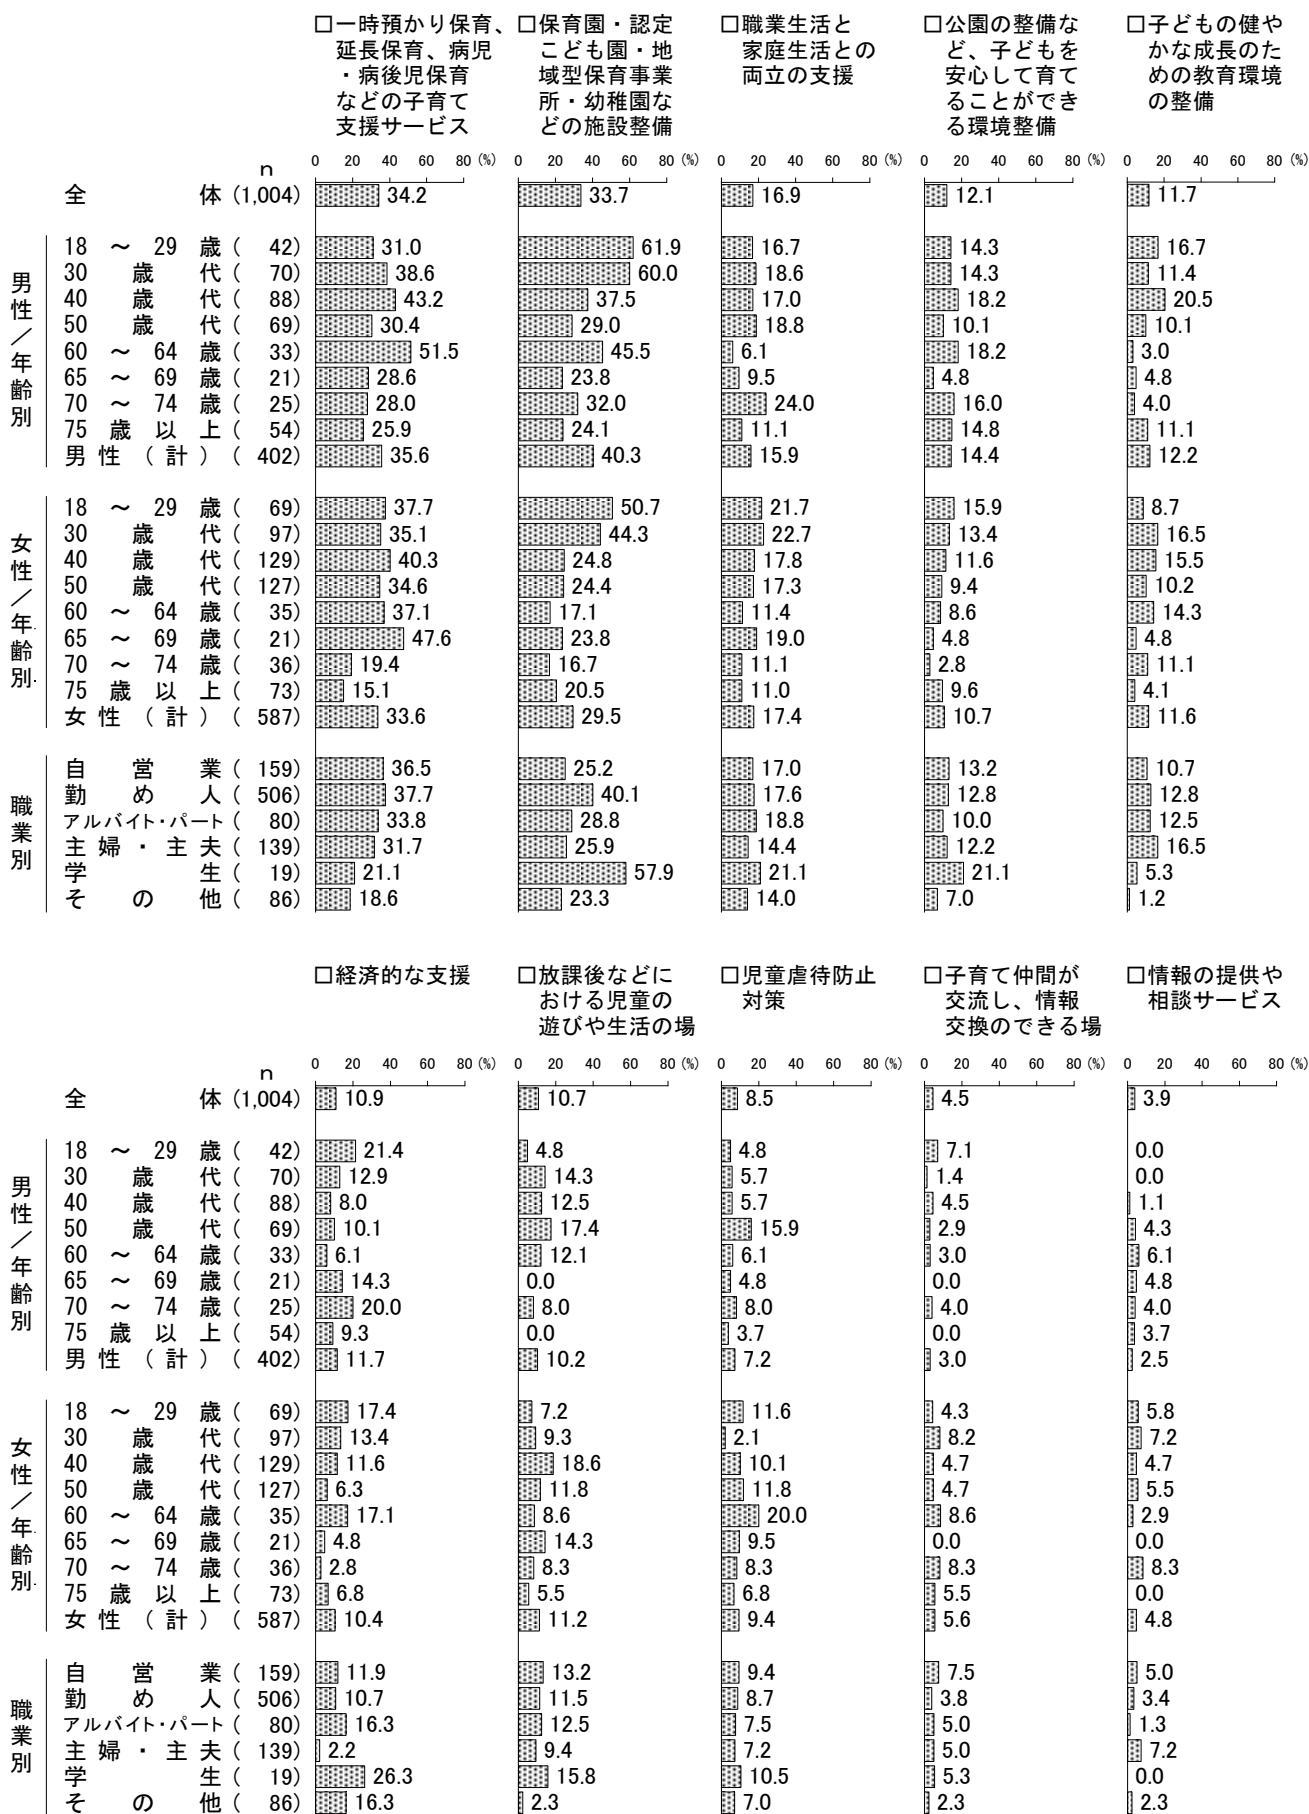 □一時預かり保育、 □保育園・認定 □職業生活と □公園の整備な □子どもの健や
延長保育、病児 こども園・地 家庭生活との ど、子どもを かな成長のた
・病後児保育 域型保育事業 両立の支援 安心して育て めの教育環境
などの子育て 所・幼稚園な ることができ の整備
支援サービス どの施設整備 る環境整備
n 0 20 40 60 80 (%) 0 20 40 60 80 (%) 0 20 40 60 80 (%) 0 20 40 60 80 (%) 0 20 40 60 80 (%)
全体 (1,004) 34.2 33.7 16.9 12.1 11.7
男性／年齢別
18 ～ 29 歳 ( 42) 31.0 61.9 16.7 14.3 16.7
30 歳 代 ( 70) 38.6 60.0 18.6 14.3 11.4
40 歳 代 ( 88) 43.2 37.5 17.0 18.2 20.5
50 歳 代 ( 69) 30.4 29.0 18.8 10.1 10.1
60 ～ 64 歳 ( 33) 51.5 45.5 6.1 18.2 3.0
65 ～ 69 歳 ( 21) 28.6 23.8 9.5 4.8 4.8
70 ～ 74 歳 ( 25) 28.0 32.0 24.0 16.0 4.0
75 歳 以 上 ( 54) 25.9 24.1 11.1 14.8 11.1
男 性 （ 計 ） ( 402) 35.6 40.3 15.9 14.4 12.2
女性／年齢別
18 ～ 29 歳 ( 69) 37.7 50.7 21.7 15.9 8.7
30 歳 代 ( 97) 35.1 44.3 22.7 13.4 16.5
40 歳 代 ( 129) 40.3 24.8 17.8 11.6 15.5
50 歳 代 ( 127) 34.6 24.4 17.3 9.4 10.2
60 ～ 64 歳 ( 35) 37.1 17.1 11.4 8.6 14.3
65 ～ 69 歳 ( 21) 47.6 23.8 19.0 4.8 4.8
70 ～ 74 歳 ( 36) 19.4 16.7 11.1 2.8 11.1
75 歳 以 上 ( 73) 15.1 20.5 11.0 9.6 4.1
女 性 （ 計 ） ( 587) 33.6 29.5 17.4 10.7 11.6
職業別
自 営 業 ( 159) 36.5 25.2 17.0 13.2 10.7
勤 め 人 ( 506) 37.7 40.1 17.6 12.8 12.8
アルバイト・パート ( 80) 33.8 28.8 18.8 10.0 12.5
主 婦 ・ 主 夫 ( 139) 31.7 25.9 14.4 12.2 16.5
学 生 ( 19) 21.1 57.9 21.1 21.1 5.3
そ の 他 ( 86) 18.6 23.3 14.0 7.0 1.2
□経済的な支援 □放課後などに □児童虐待防止 □子育て仲間が □情報の提供や
おける児童の 対策 交流し、情報 相談サービス
遊びや生活の場 交換のできる場
n 0 20 40 60 80 (%) 0 20 40 60 80 (%) 0 20 40 60 80 (%) 0 20 40 60 80 (%) 0 20 40 60 80 (%)
全体 (1,004) 10.9 10.7 8.5 4.5 3.9
男性／年齢別
18 ～ 29 歳 ( 42) 21.4 4.8 4.8 7.1 0.0
30 歳 代 ( 70) 12.9 14.3 5.7 1.4 0.0
40 歳 代 ( 88) 8.0 12.5 5.7 4.5 1.1
50 歳 代 ( 69) 10.1 17.4 15.9 2.9 4.3
60 ～ 64 歳 ( 33) 6.1 12.1 6.1 3.0 6.1
65 ～ 69 歳 ( 21) 14.3 0.0 4.8 0.0 4.8
70 ～ 74 歳 ( 25) 20.0 8.0 8.0 4.0 4.0
75 歳 以 上 ( 54) 9.3 0.0 3.7 0.0 3.7
男 性 （ 計 ） ( 402) 11.7 10.2 7.2 3.0 2.5
女性／年齢別
18 ～ 29 歳 ( 69) 17.4 7.2 11.6 4.3 5.8
30 歳 代 ( 97) 13.4 9.3 2.1 8.2 7.2
40 歳 代 ( 129) 11.6 18.6 10.1 4.7 4.7
50 歳 代 ( 127) 6.3 11.8 11.8 4.7 5.5
60 ～ 64 歳 ( 35) 17.1 8.6 20.0 8.6 2.9
65 ～ 69 歳 ( 21) 4.8 14.3 9.5 0.0 0.0
70 ～ 74 歳 ( 36) 2.8 8.3 8.3 8.3 8.3
75 歳 以 上 ( 73) 6.8 5.5 6.8 5.5 0.0
女 性 （ 計 ） ( 587) 10.4 11.2 9.4 5.6 4.8
職業別
自 営 業 ( 159) 11.9 13.2 9.4 7.5 5.0
勤 め 人 ( 506) 10.7 11.5 8.7 3.8 3.4
アルバイト・パート ( 80) 16.3 12.5 7.5 5.0 1.3
主 婦 ・ 主 夫 ( 139) 2.2 9.4 7.2 5.0 7.2
学 生 ( 19) 26.3 15.8 10.5 5.3 0.0
そ の 他 ( 86) 16.3 2.3 7.0 2.3 2.3